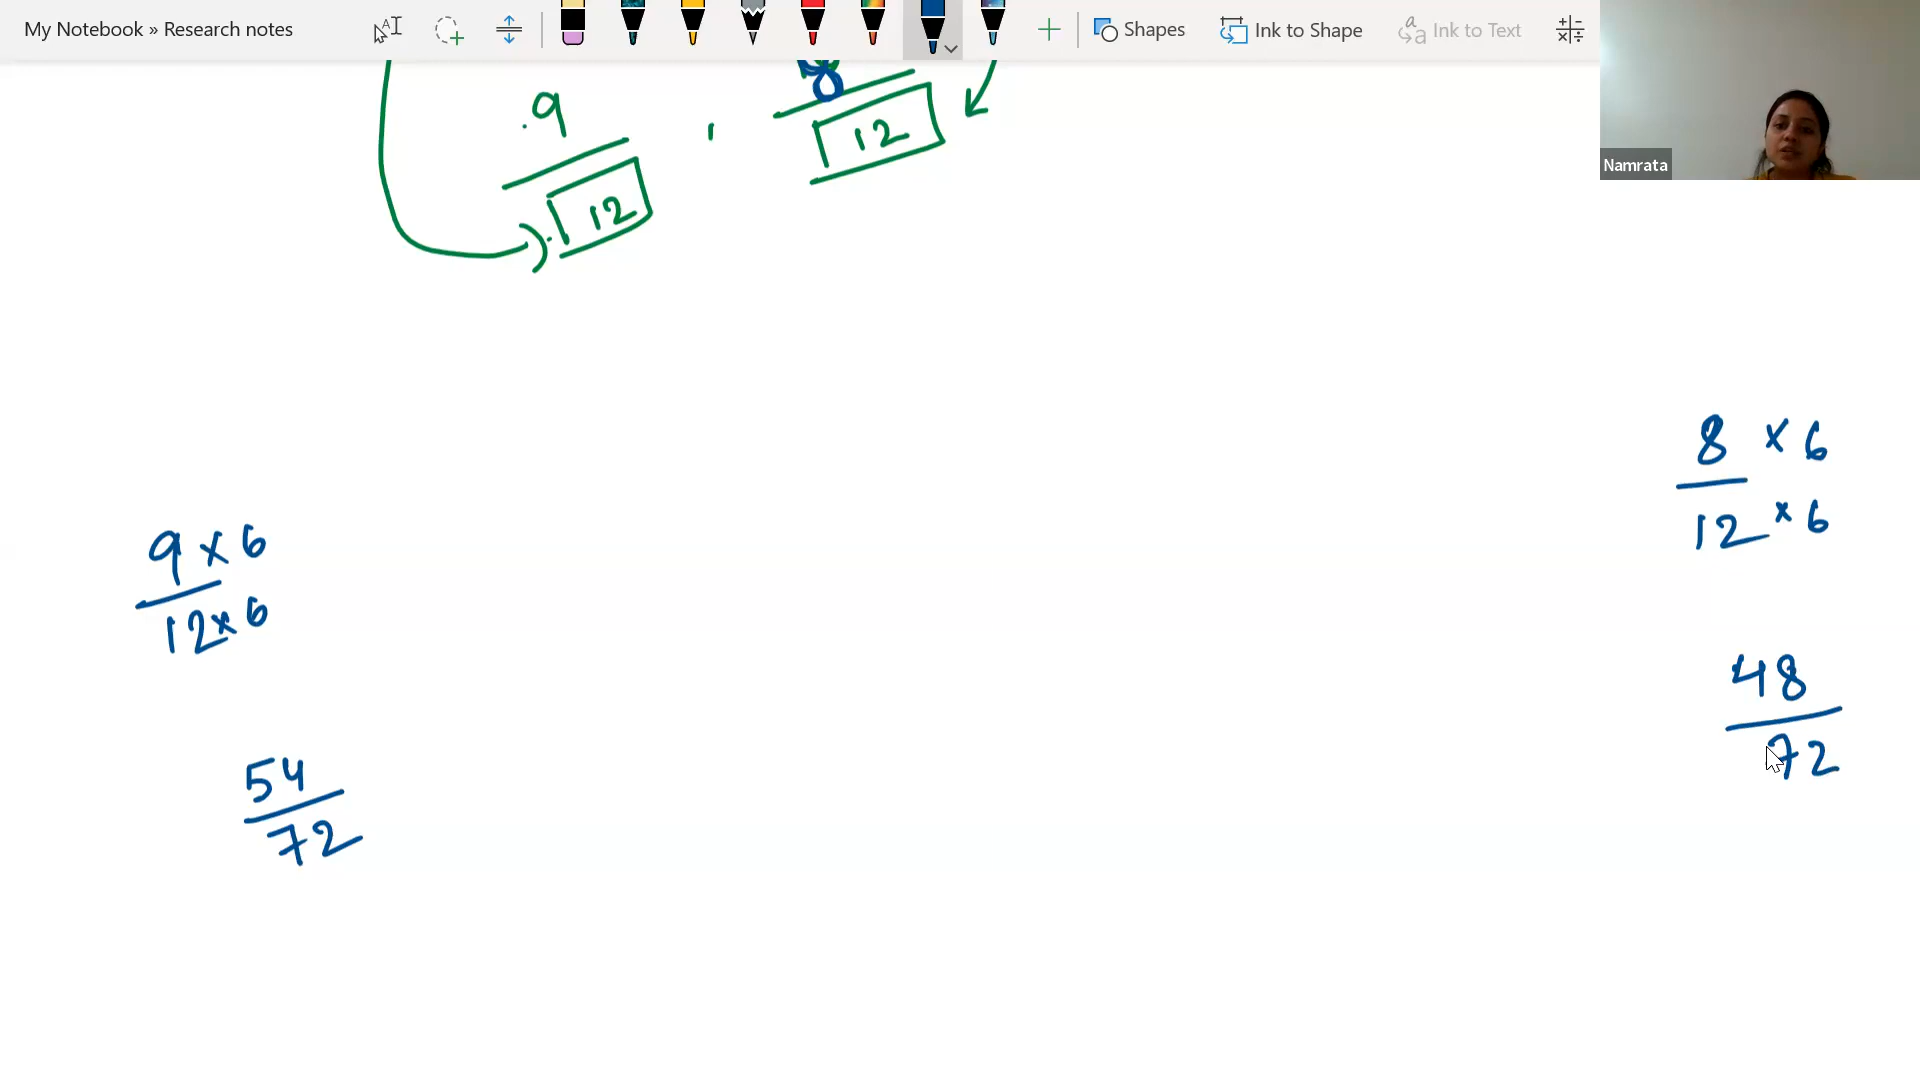 My Notebook » Research notes
Shapes
Ink to Shape
Ink to Text
Namrata
9
12
,
8
12
8 × 6
12 × 6
9 × 6
12 × 6
48
72
54
72